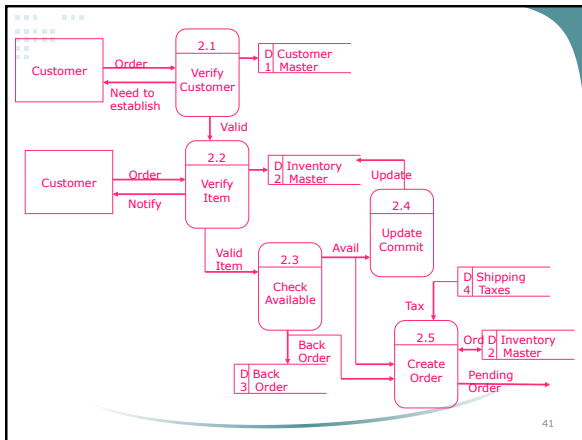 2.1
Customer
Order
Verify
Customer
Need to
establish
D Customer
1 Master
Valid
2.2
Customer
Order
Verify
Item
Notify
D Inventory
2 Master
Update
2.4
Update
Commit
Valid
Item
2.3
Check
Available
Avail
D Shipping
4 Taxes
Tax
Back
Order
D Back
3 Order
2.5
Create
Order
Ord D Inventory
2 Master
Pending
Order
41